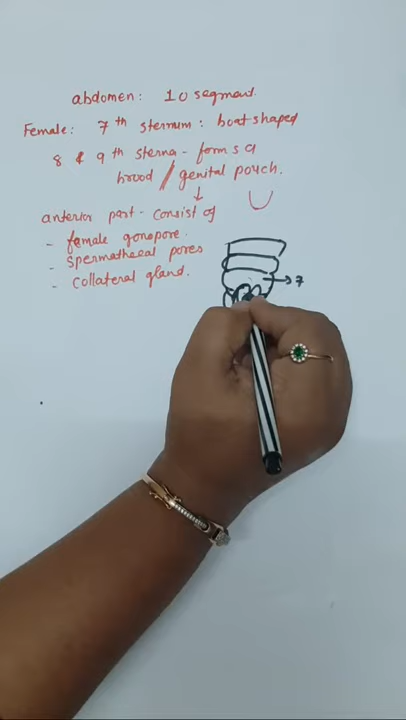 abdomen: 10 segment.
Female: 7th sternum: boat shaped
8 & 9th sterna - forms a
brood / genital pouch.
anterior part - consist of
- female gonopore.
- spermathecal pores
- collateral gland.
7